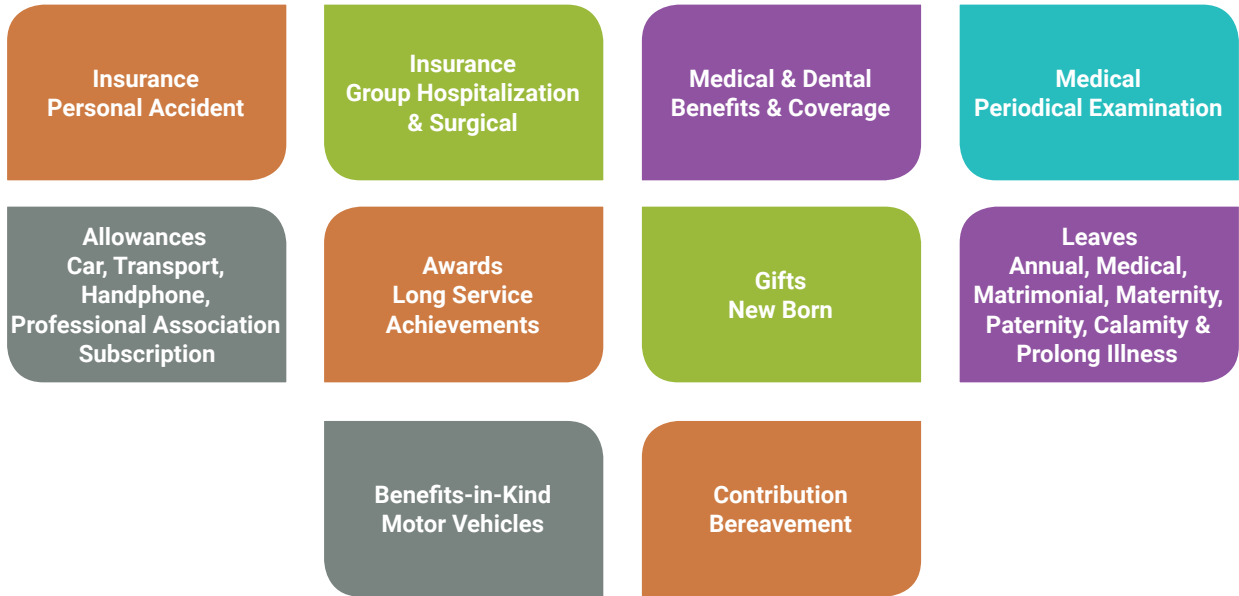 Insurance
Personal Accident
Insurance
Group Hospitalization
& Surgical
Medical & Dental
Benefits & Coverage
Medical
Periodical Examination
Allowances
Car, Transport,
Handphone,
Professional Association
Subscription
Awards
Long Service
Achievements
Gifts
New Born
Leaves
Annual, Medical,
Matrimonial, Maternity,
Paternity, Calamity &
Prolong Illness
Benefits-in-Kind
Motor Vehicles
Contribution
Bereavement